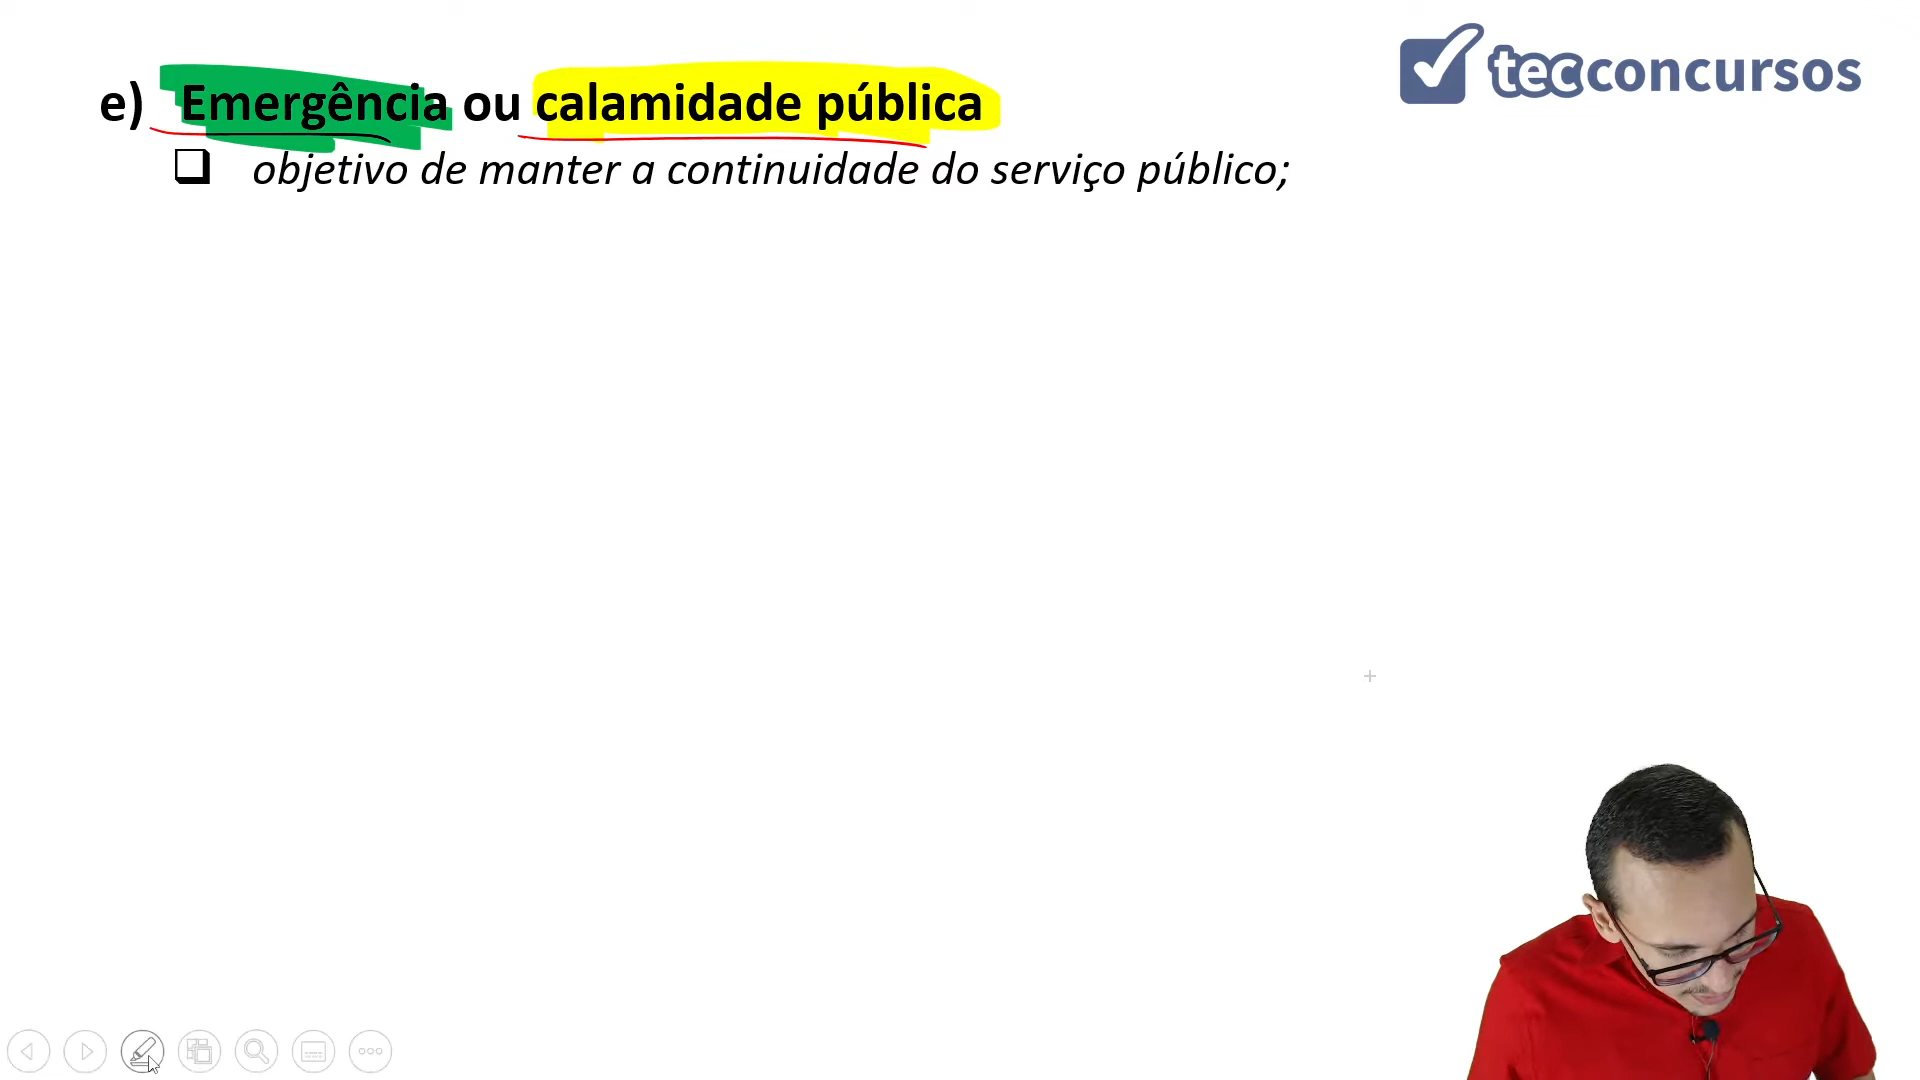 tecconcursos
e) Emergência ou calamidade pública
❑ objetivo de manter a continuidade do serviço público;